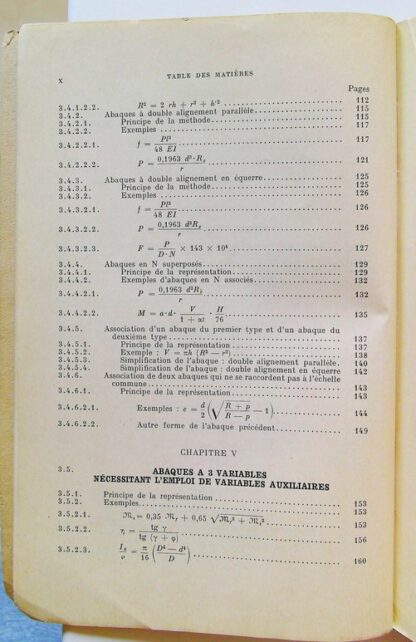 X
TABLE DES MATIÈRES
Pages
3.4.1.2.2. R² = 2 rh + r² + h² 112
3.4.2. Abaques à double alignement parallèle 115
3.4.2.1. Principe de la méthode 115
3.4.2.2. Exemples 117
3.4.2.2.1. f = Pl³ / 48 EI 117
3.4.2.2.2. P = 0,1963 d³·R / r 121
3.4.3. Abaques à double alignement en équerre 125
3.4.3.1. Principe de la méthode 125
3.4.3.2. Exemples 126
3.4.3.2.1. f = Pl³ / 48 EI 126
3.4.3.2.2. P = 0,1963 d³R / r 126
3.4.3.2.3. F = P / D·N × 143 × 10⁴ 127
3.4.4. Abaques en N superposés 129
3.4.4.1. Principe de la représentation 129
3.4.4.2. Exemples d'abaques en N associés 132
3.4.4.2.1. P = 0,1963 d³R / r 132
3.4.4.2.2. M = a·d· V / 1 + αt · H / 76 135
3.4.5. Association d'un abaque du premier type et d'un abaque du
deuxième type 137
3.4.5.1. Principe de la représentation 137
3.4.5.2. Exemple : V = πh (R² — r²) 138
3.4.5.3. Simplification de l'abaque : double alignement parallèle. 140
3.4.5.4. Simplification de l'abaque : double alignement en équerre 142
3.4.6. Association de deux abaques qui ne se raccordent pas à l'échelle
commune 143
3.4.6.1. Principe de la représentation 143
3.4.6.2.1. Exemples : e = d/2 (√(R + p / R — p) — 1) 144
3.4.6.2.2. Autre forme de l'abaque précédent 149
CHAPITRE V
3.5. ABAQUES A 3 VARIABLES
NÉCESSITANT L'EMPLOI DE VARIABLES AUXILIAIRES
3.5.1. Principe de la représentation 153
3.5.2. Exemples 153
3.5.2.1. ℳ = 0,35 ℳf + 0,65 √(ℳf² + ℳt²) 153
3.5.2.2. η = tg γ / tg (γ + φ) 156
3.5.2.3. I / v = π/16 (D⁴ — d⁴ / D) 160